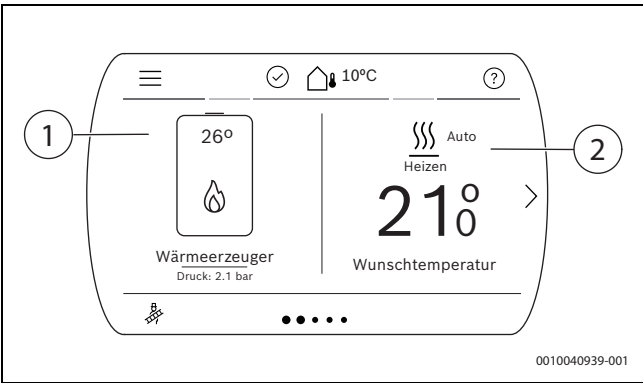 10°C
?
1
26°
Auto
2
Heizen
21°0
Wärmeerzeuger
Druck: 2.1 bar
Wunschtemperatur
0010040939-001